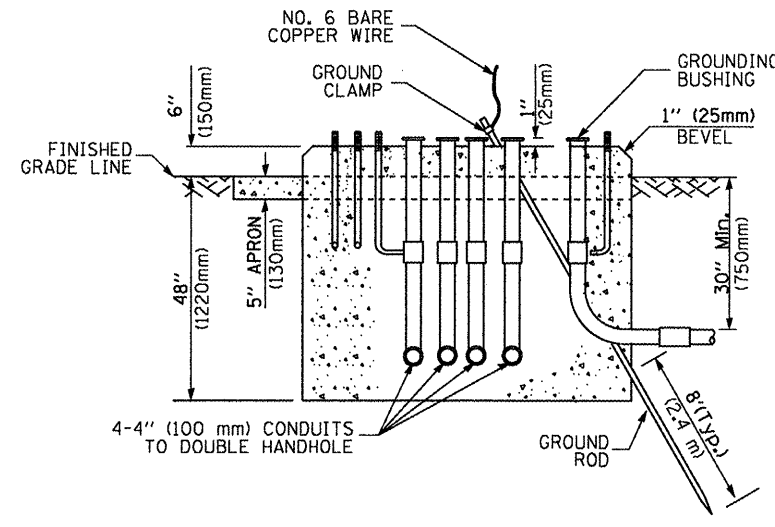 NO. 6 BARE
COPPER WIRE
GROUND
CLAMP
GROUNDING
BUSHING
1" (25mm)
BEVEL
6"
(150mm)
1"
(25mm)
FINISHED
GRADE LINE
48"
(1220mm)
5" APRON
(130mm)
30" Min.
(750mm)
4-4" (100 mm) CONDUITS
TO DOUBLE HANDHOLE
GROUND
ROD
8'(Typ.)
(2.4 m)